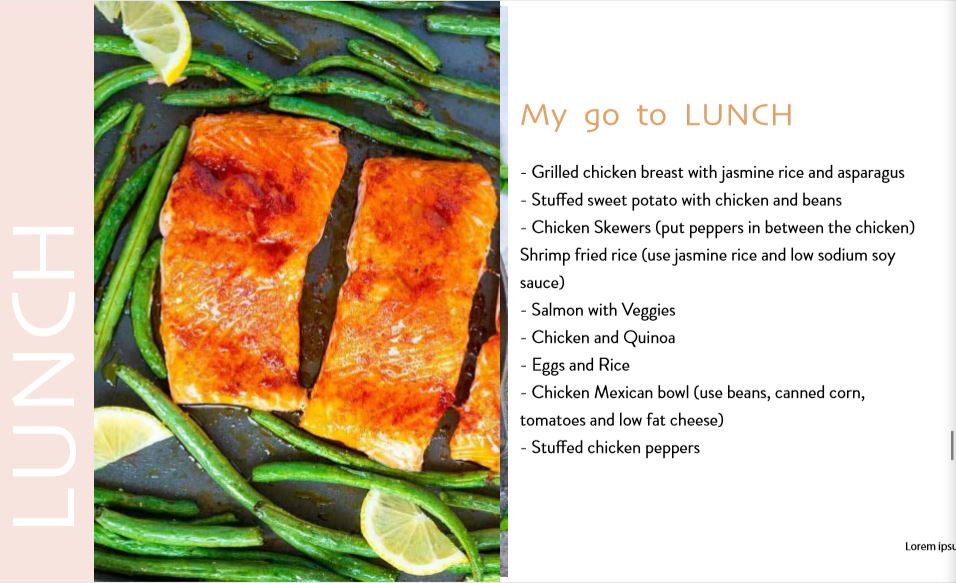 LUNCH
My go to LUNCH
- Grilled chicken breast with jasmine rice and asparagus
- Stuffed sweet potato with chicken and beans
- Chicken Skewers (put peppers in between the chicken)
Shrimp fried rice (use jasmine rice and low sodium soy
sauce)
- Salmon with Veggies
- Chicken and Quinoa
- Eggs and Rice
- Chicken Mexican bowl (use beans, canned corn,
tomatoes and low fat cheese)
- Stuffed chicken peppers
Lorem ipsu